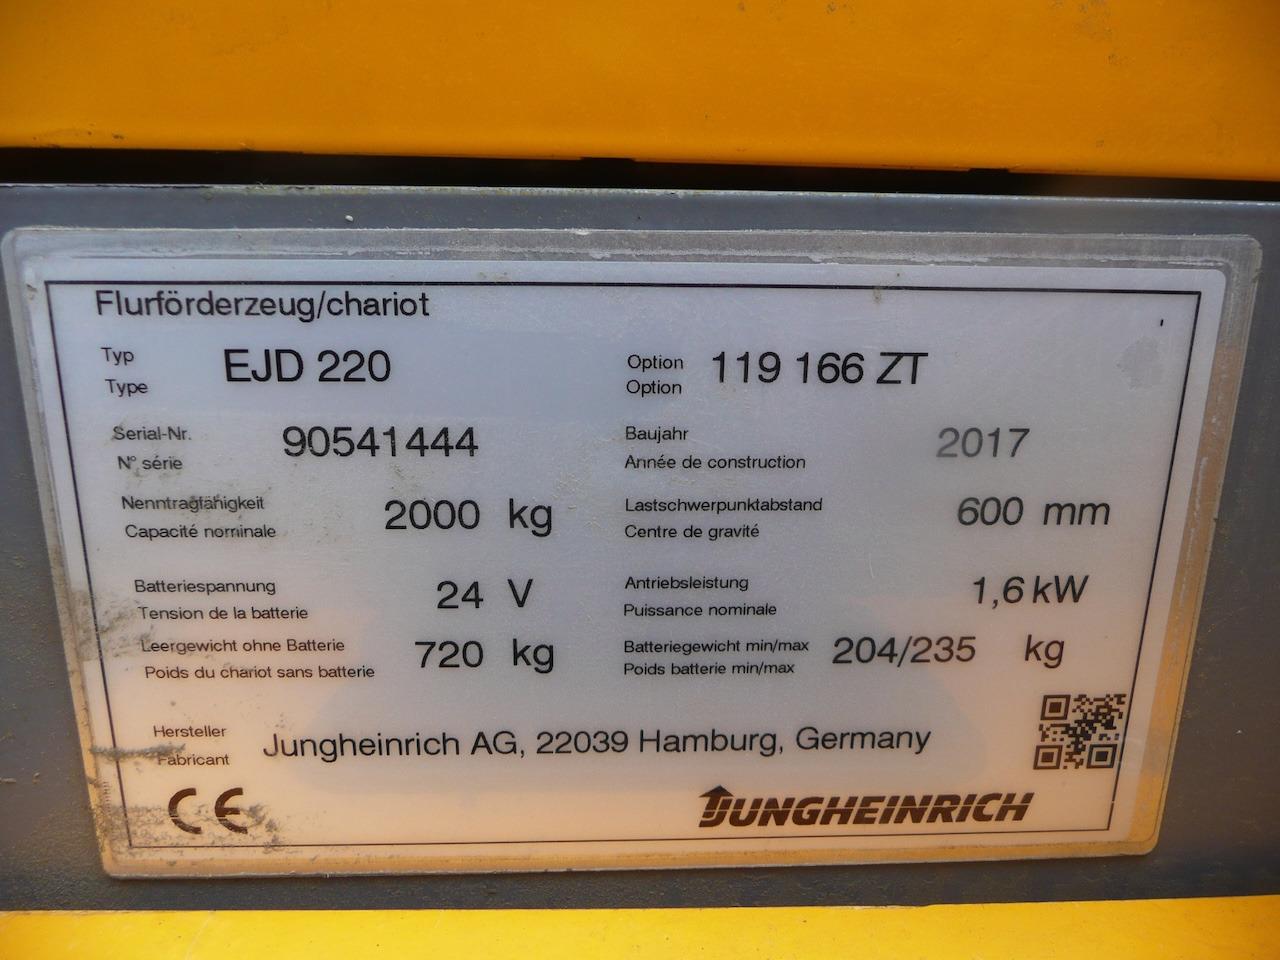 Flurförderzeug/chariot
Typ EJD 220 Option 119 166 ZT
Type Option
Serial-Nr. 90541444 Baujahr 2017
N° série Année de construction
Nenntragfähigkeit 2000 kg Lastschwerpunktabstand 600 mm
Capacité norminale Centre de gravité
Batteriespannung 24 V Antriebsleistung 1,6 kW
Tension de la batterie Puissance nominale
Leergewicht ohne Batterie 720 kg Batteriegewicht min/max 204/235 kg
Poids du chariot sans batterie Poids batterie min/max
Hersteller Jungheinrich AG, 22039 Hamburg, Germany
Fabricant
CE JUNGHEINRICH